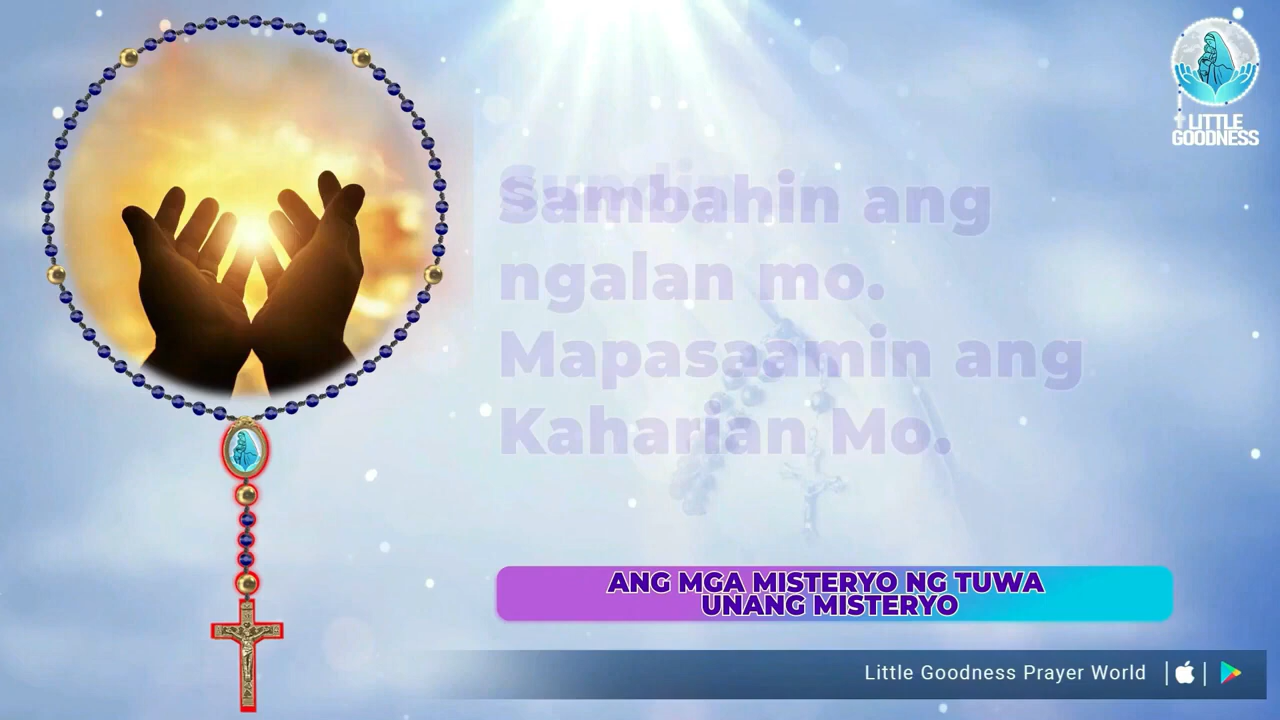 LITTLE
GOODNESS
Sambahin ang
ngalan mo.
Mapasaamin ang
Kaharian Mo.
ANG MGA MISTERYO NG TUWA
UNANG MISTERYO
Little Goodness Prayer World